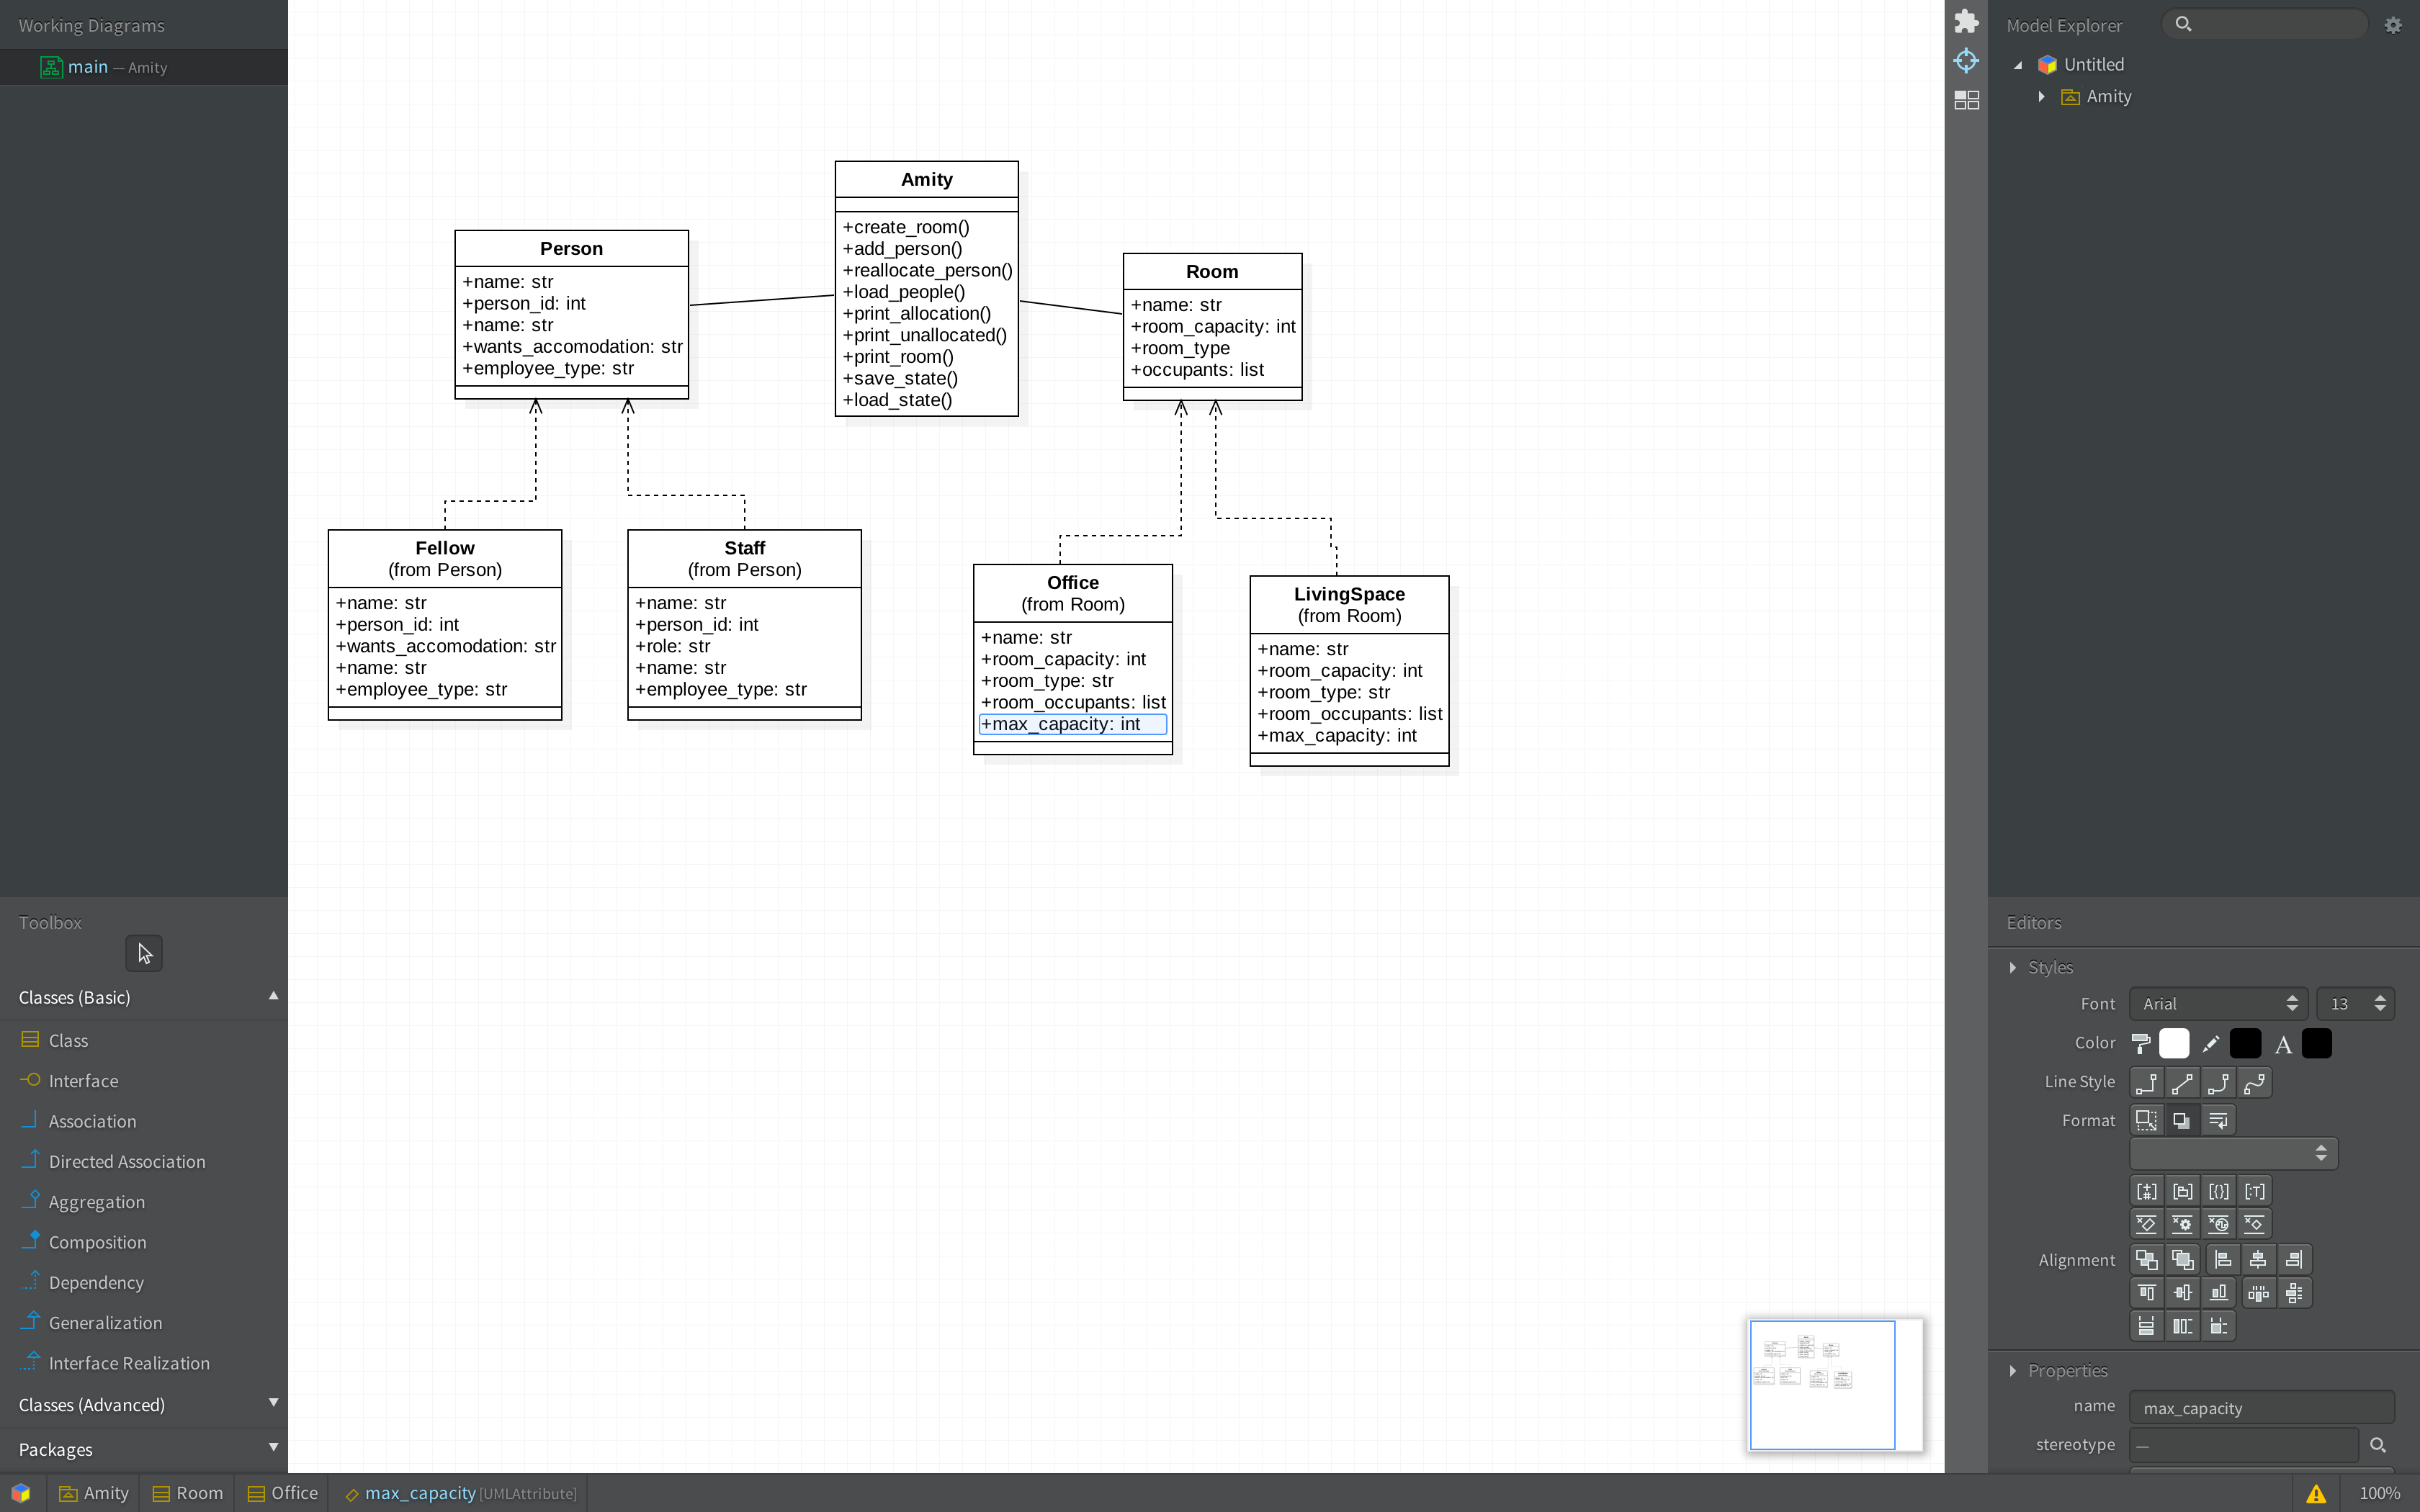 Working Diagrams
main — Amity
Toolbox
Classes (Basic)
Class
Interface
Association
Directed Association
Aggregation
Composition
Dependency
Generalization
Interface Realization
Classes (Advanced)
Packages
Person
+name: str
+person_id: int
+name: str
+wants_accomodation: str
+employee_type: str
Amity
+create_room()
+add_person()
+reallocate_person()
+load_people()
+print_allocation()
+print_unallocated()
+print_room()
+save_state()
+load_state()
Room
+name: str
+room_capacity: int
+room_type
+occupants: list
Fellow
(from Person)
+name: str
+person_id: int
+wants_accomodation: str
+name: str
+employee_type: str
Staff
(from Person)
+name: str
+person_id: int
+role: str
+name: str
+employee_type: str
Office
(from Room)
+name: str
+room_capacity: int
+room_type: str
+room_occupants: list
+max_capacity: int
LivingSpace
(from Room)
+name: str
+room_capacity: int
+room_type: str
+room_occupants: list
+max_capacity: int
Model Explorer
Untitled
Amity
Editors
Styles
Font Arial 13
Color A
Line Style
Format
Alignment
Properties
name max_capacity
stereotype —
Amity Room Office max_capacity [UMLAttribute]
100%